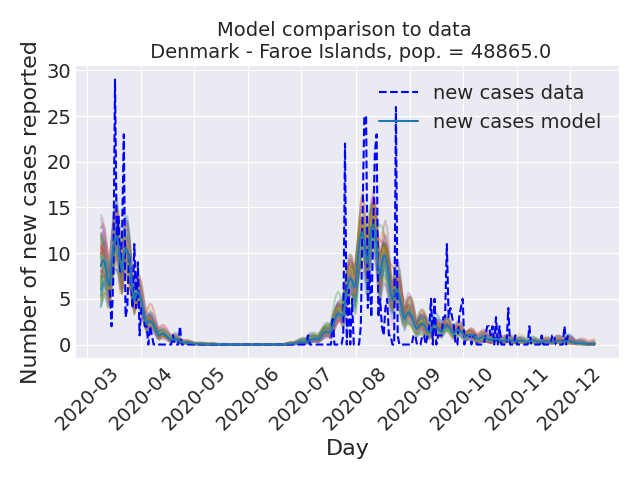 Model comparison to data
Denmark - Faroe Islands, pop. = 48865.0
Number of new cases reported
30
25
20
15
10
5
0
new cases data
new cases model
2020-03
2020-04
2020-05
2020-06
2020-07
2020-08
2020-09
2020-10
2020-11
2020-12
Day